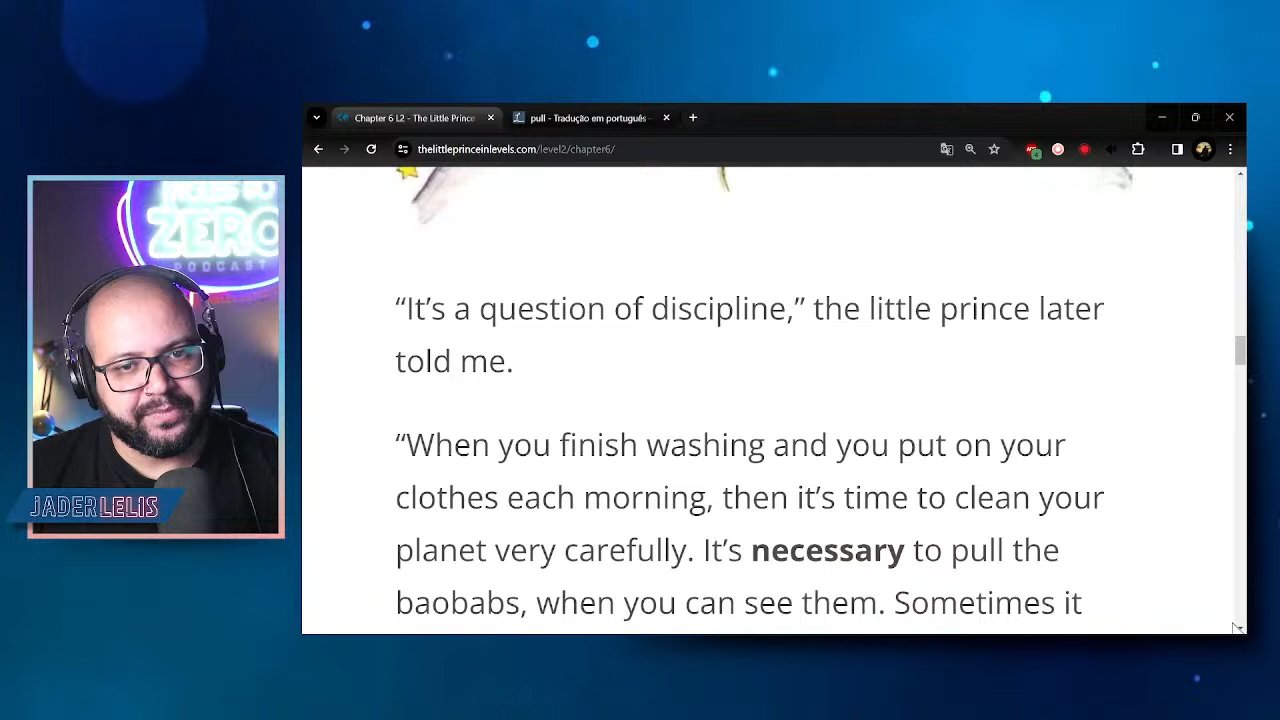 ZERO
PODCAST
JADERLELIS
Chapter 6 L2 - The Little Prince
pull - Tradução em português -
thelittleprinceinlevels.com/level2/chapter6/
“It’s a question of discipline,” the little prince later
told me.
“When you finish washing and you put on your
clothes each morning, then it’s time to clean your
planet very carefully. It’s necessary to pull the
baobabs, when you can see them. Sometimes it